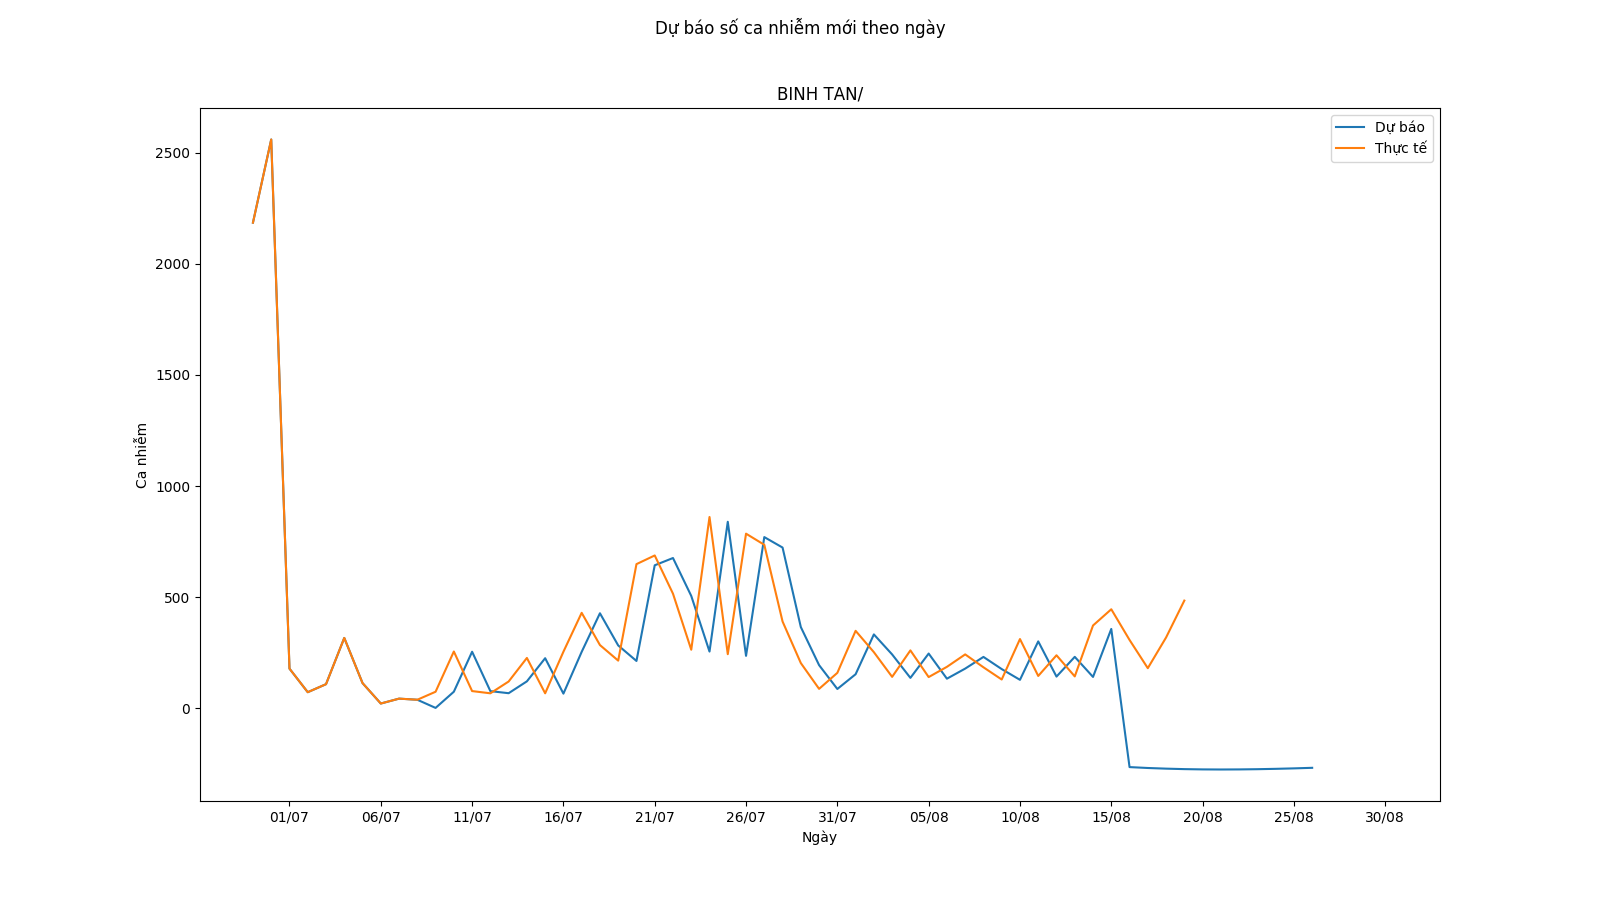 Dự báo số ca nhiễm mới theo ngày
BINH TAN/
Dự báo
Thực tế
2500
2000
1500
1000
500
0
Ca nhiễm
01/07 06/07 11/07 16/07 21/07 26/07 31/07 05/08 10/08 15/08 20/08 25/08 30/08
Ngày